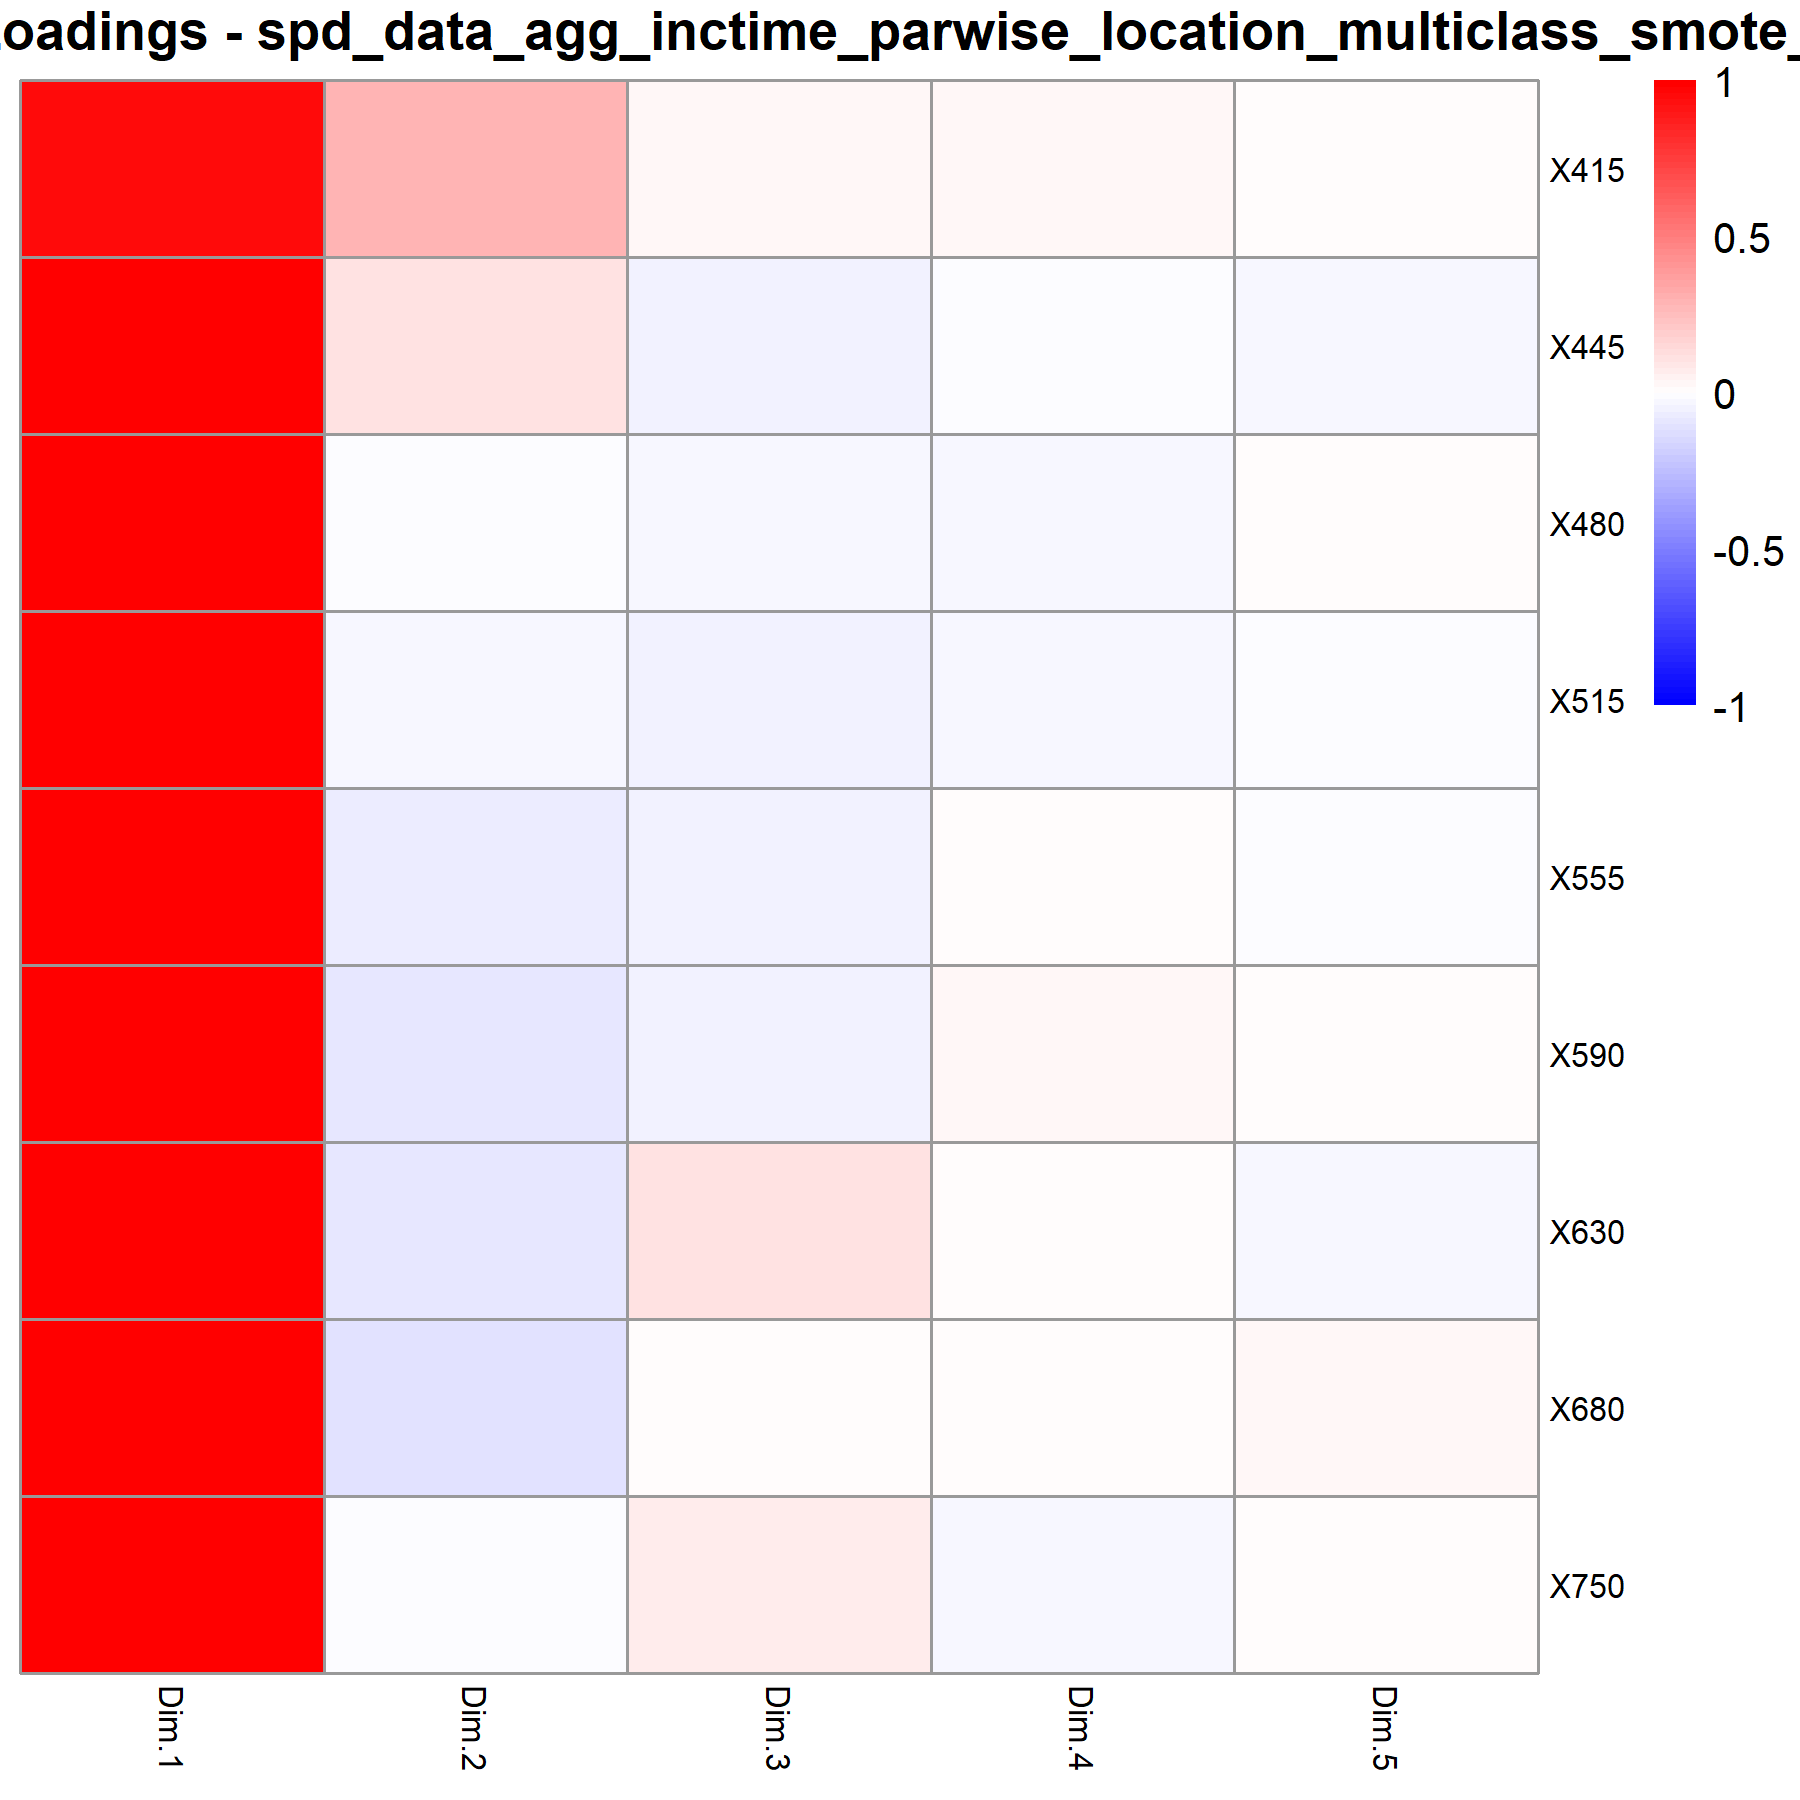 oadings - spd_data_agg_inctime_parwise_location_multiclass_smote_
1
0.5
0
-0.5
-1
X415
X445
X480
X515
X555
X590
X630
X680
X750
Dim.1
Dim.2
Dim.3
Dim.4
Dim.5